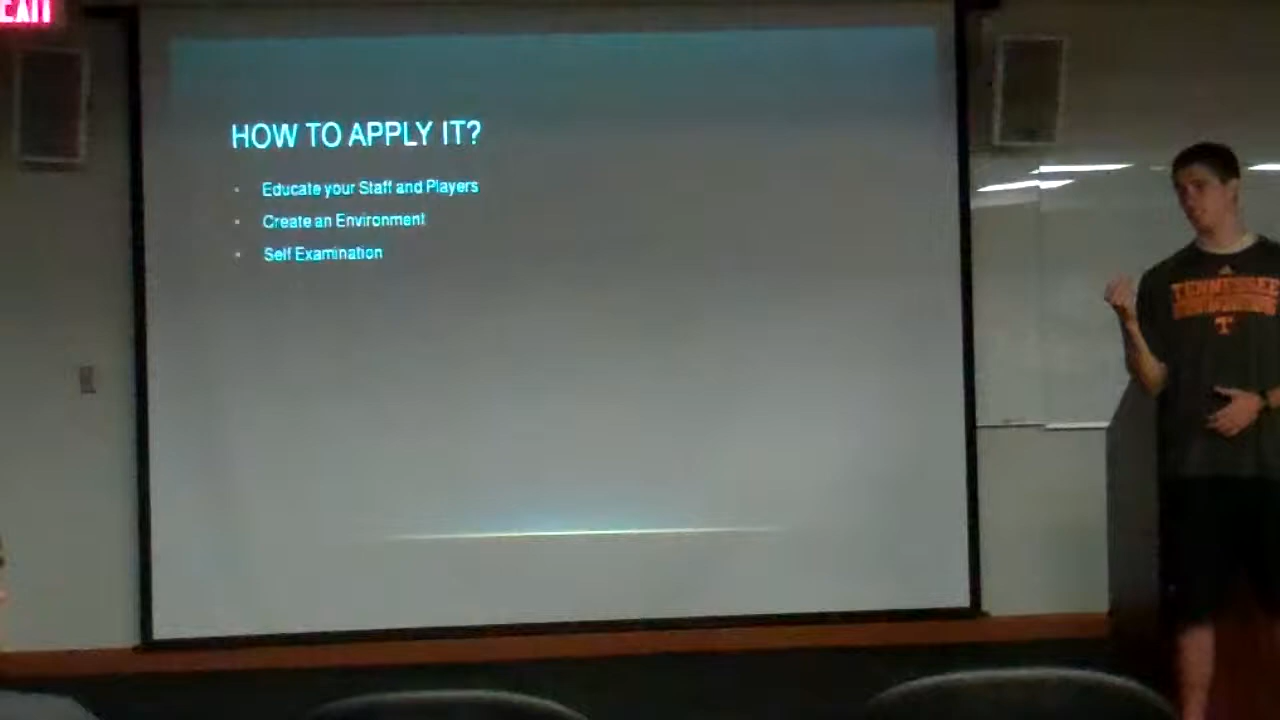 EXIT
HOW TO APPLY IT?
• Educate your Staff and Players
• Create an Environment
• Self Examination
TENNESSEE
T